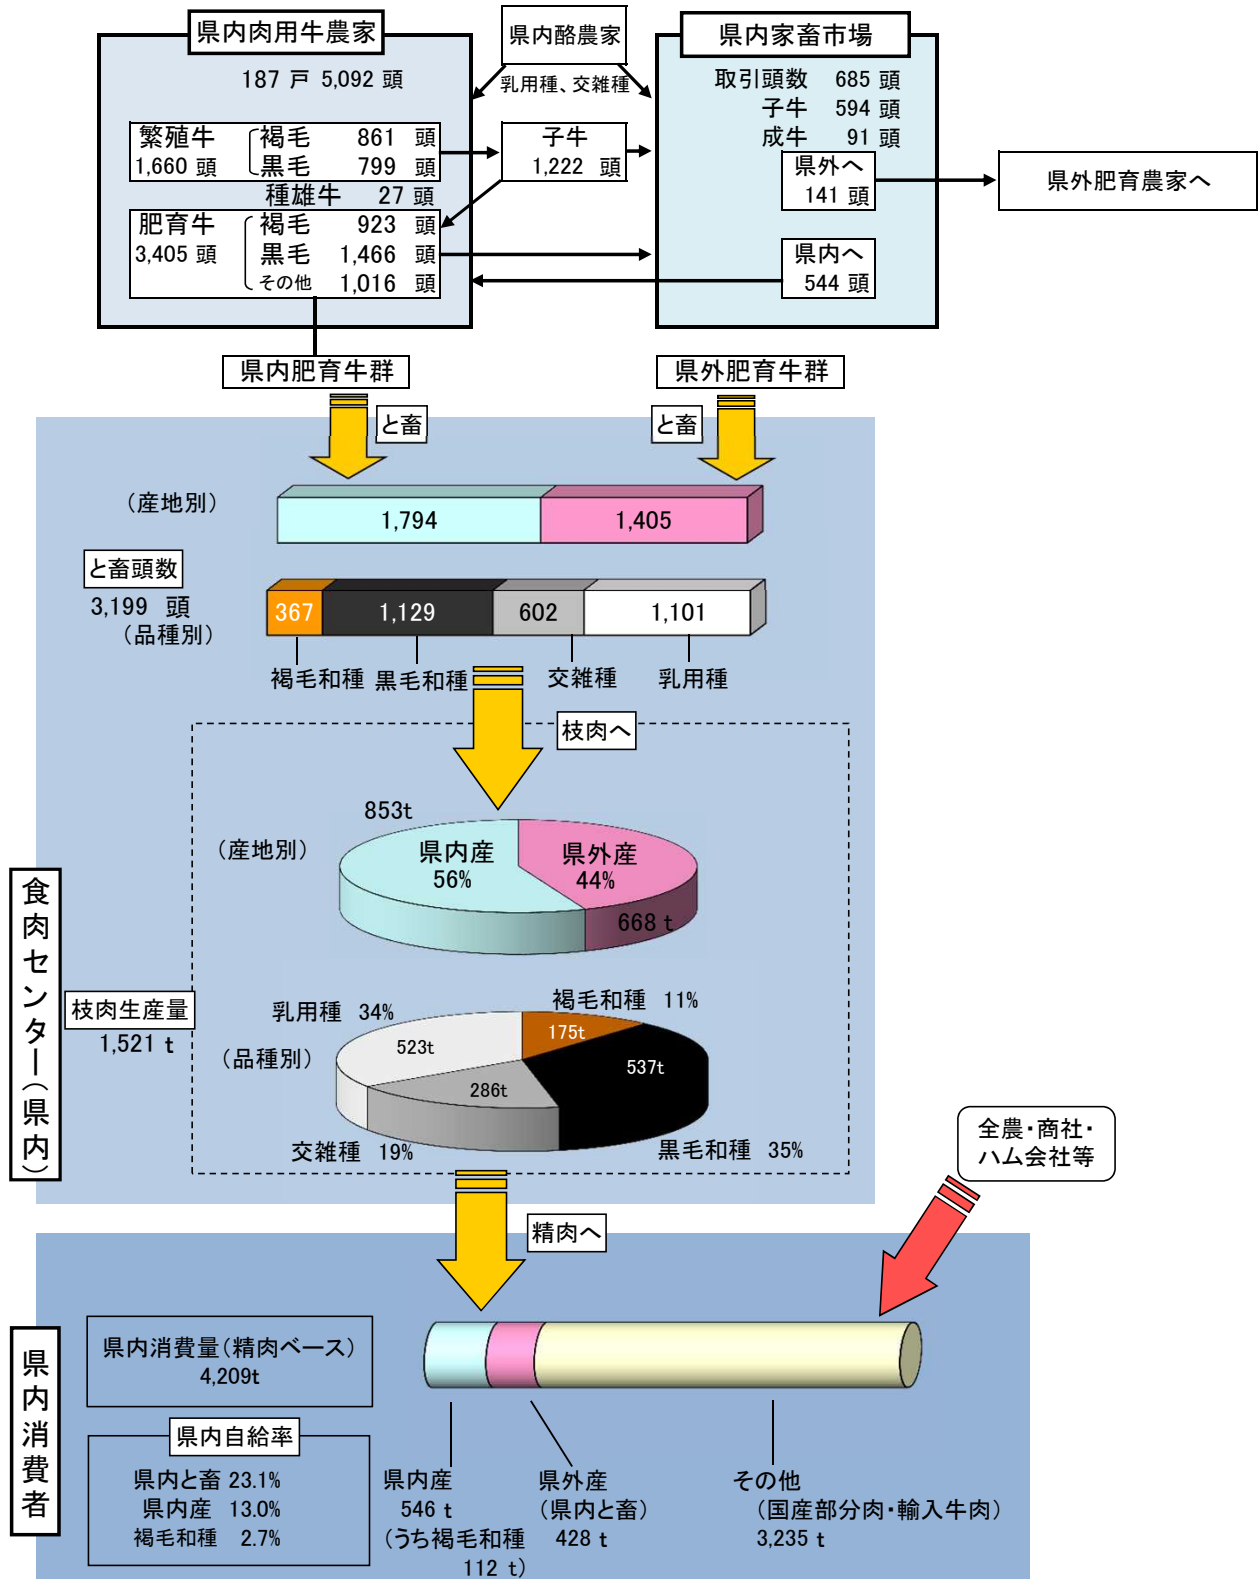 県内肉用牛農家
187 戸 5,092 頭
繁殖牛 褐毛 861 頭
1,660 頭 黒毛 799 頭
種雄牛 27 頭
肥育牛 褐毛 923 頭
3,405 頭 黒毛 1,466 頭
その他 1,016 頭
県内酪農家
乳用種、交雑種
子牛
1,222 頭
県内家畜市場
取引頭数 685 頭
子牛 594 頭
成牛 91 頭
県外へ
141 頭
県内へ
544 頭
県外肥育農家へ
県内肥育牛群
県外肥育牛群
と畜
と畜
(産地別)
1,794
1,405
と畜頭数
3,199 頭
(品種別)
367
1,129
602
1,101
褐毛和種
黒毛和種
交雑種
乳用種
枝肉へ
853t
(産地別)
県内産
56%
県外産
44%
668 t
食肉センター(県内)
枝肉生産量
1,521 t
乳用種 34%
褐毛和種 11%
175t
523t
(品種別)
537t
286t
交雑種 19%
黒毛和種 35%
全農・商社・
ハム会社等
精肉へ
県内消費者
県内消費量(精肉ベース)
4,209t
県内自給率
県内と畜 23.1%
県内産 13.0%
褐毛和種 2.7%
県内産
546 t
(うち褐毛和種
112 t)
県外産
(県内と畜)
428 t
その他
(国産部分肉・輸入牛肉)
3,235 t